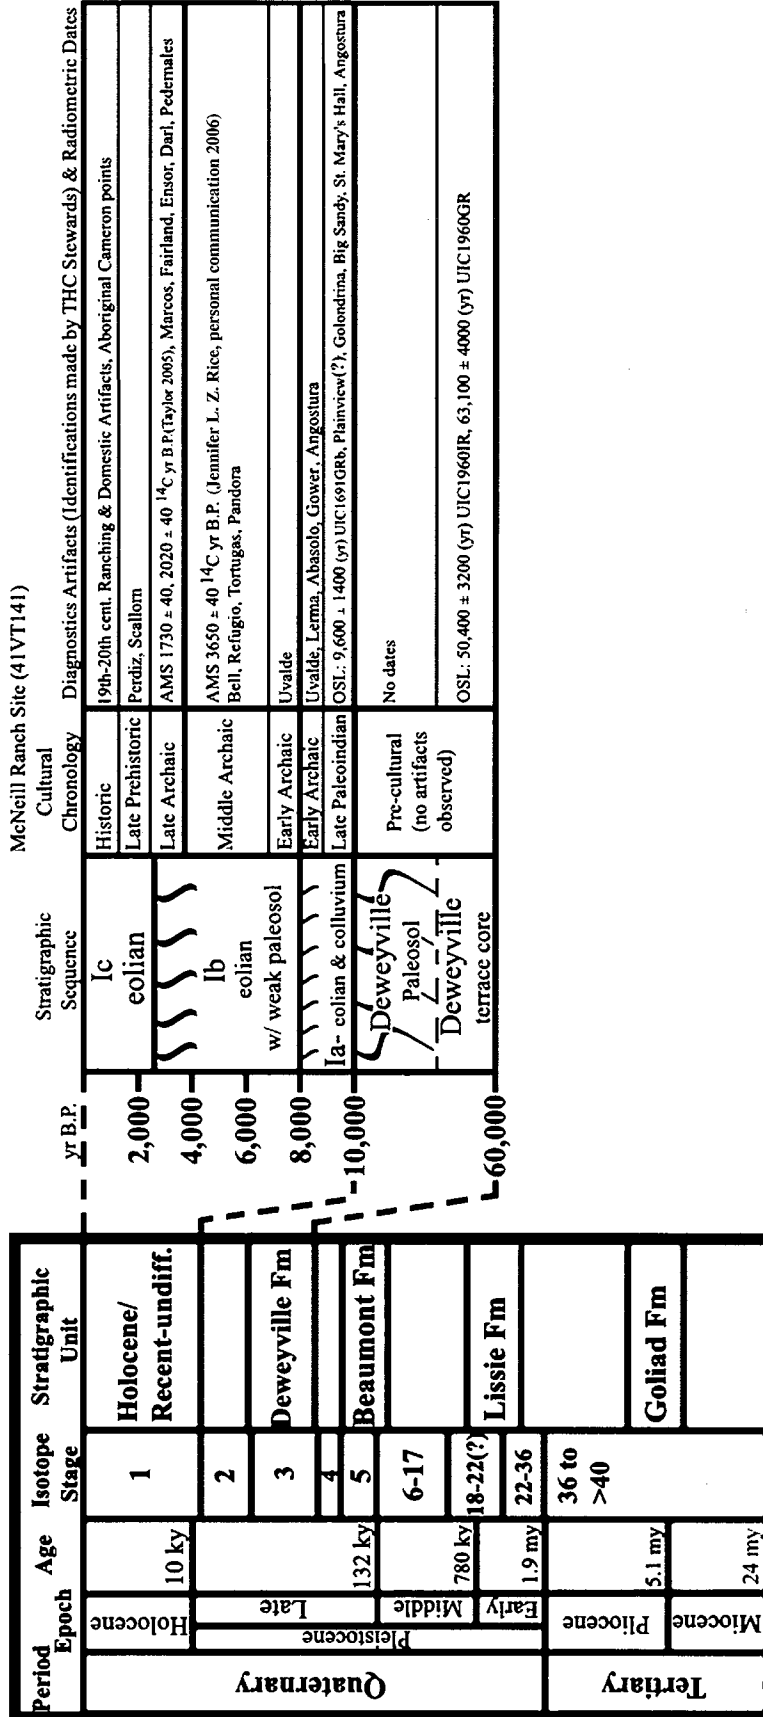 McNeill Ranch Site (41VT141)
Period
Epoch
Age
Isotope
Stage
Stratigraphic
Unit
yr B.P.
Stratigraphic
Sequence
Cultural
Chronology
Diagnostics Artifacts (Identifications made by THC Stewards) & Radiometric Dates
Quaternary
Tertiary
Holocene
Pleistocene
Late
Middle
Early
Pliocene
Miocene
10 ky
132 ky
780 ky
1.9 my
5.1 my
24 my
1
2
3
4
5
6-17
18-22(?)
22-36
36 to
>40
Holocene/
Recent-undiff.
Deweyville Fm
Beaumont Fm
Lissie Fm
Goliad Fm
2,000
4,000
6,000
8,000
10,000
60,000
Ic
eolian
Ib
eolian
w/ weak paleosol
Ia- eolian & colluvium
Deweyville
Paleosol
Deweyville
terrace core
Historic
Late Prehistoric
Late Archaic
Middle Archaic
Early Archaic
Early Archaic
Late Paleoindian
Pre-cultural
(no artifacts
observed)
19th-20th cent. Ranching & Domestic Artifacts, Aboriginal Cameron points
Perdiz, Scallorn
AMS 1730 ± 40, 2020 ± 40 ¹⁴C yr B.P.(Taylor 2005), Marcos, Fairland, Ensor, Darl, Pedernales
AMS 3650 ± 40 ¹⁴C yr B.P. (Jennifer L. Z. Rice, personal communication 2006)
Bell, Refugio, Tortugas, Pandora
Uvalde
Uvalde, Lerma, Abasolo, Gower, Angostura
OSL: 9,600 ± 1400 (yr) UIC1691GRb, Plainview(?), Golondrina, Big Sandy, St. Mary's Hall, Angostura
No dates
OSL: 50,400 ± 3200 (yr) UIC1960IR, 63,100 ± 4000 (yr) UIC1960GR